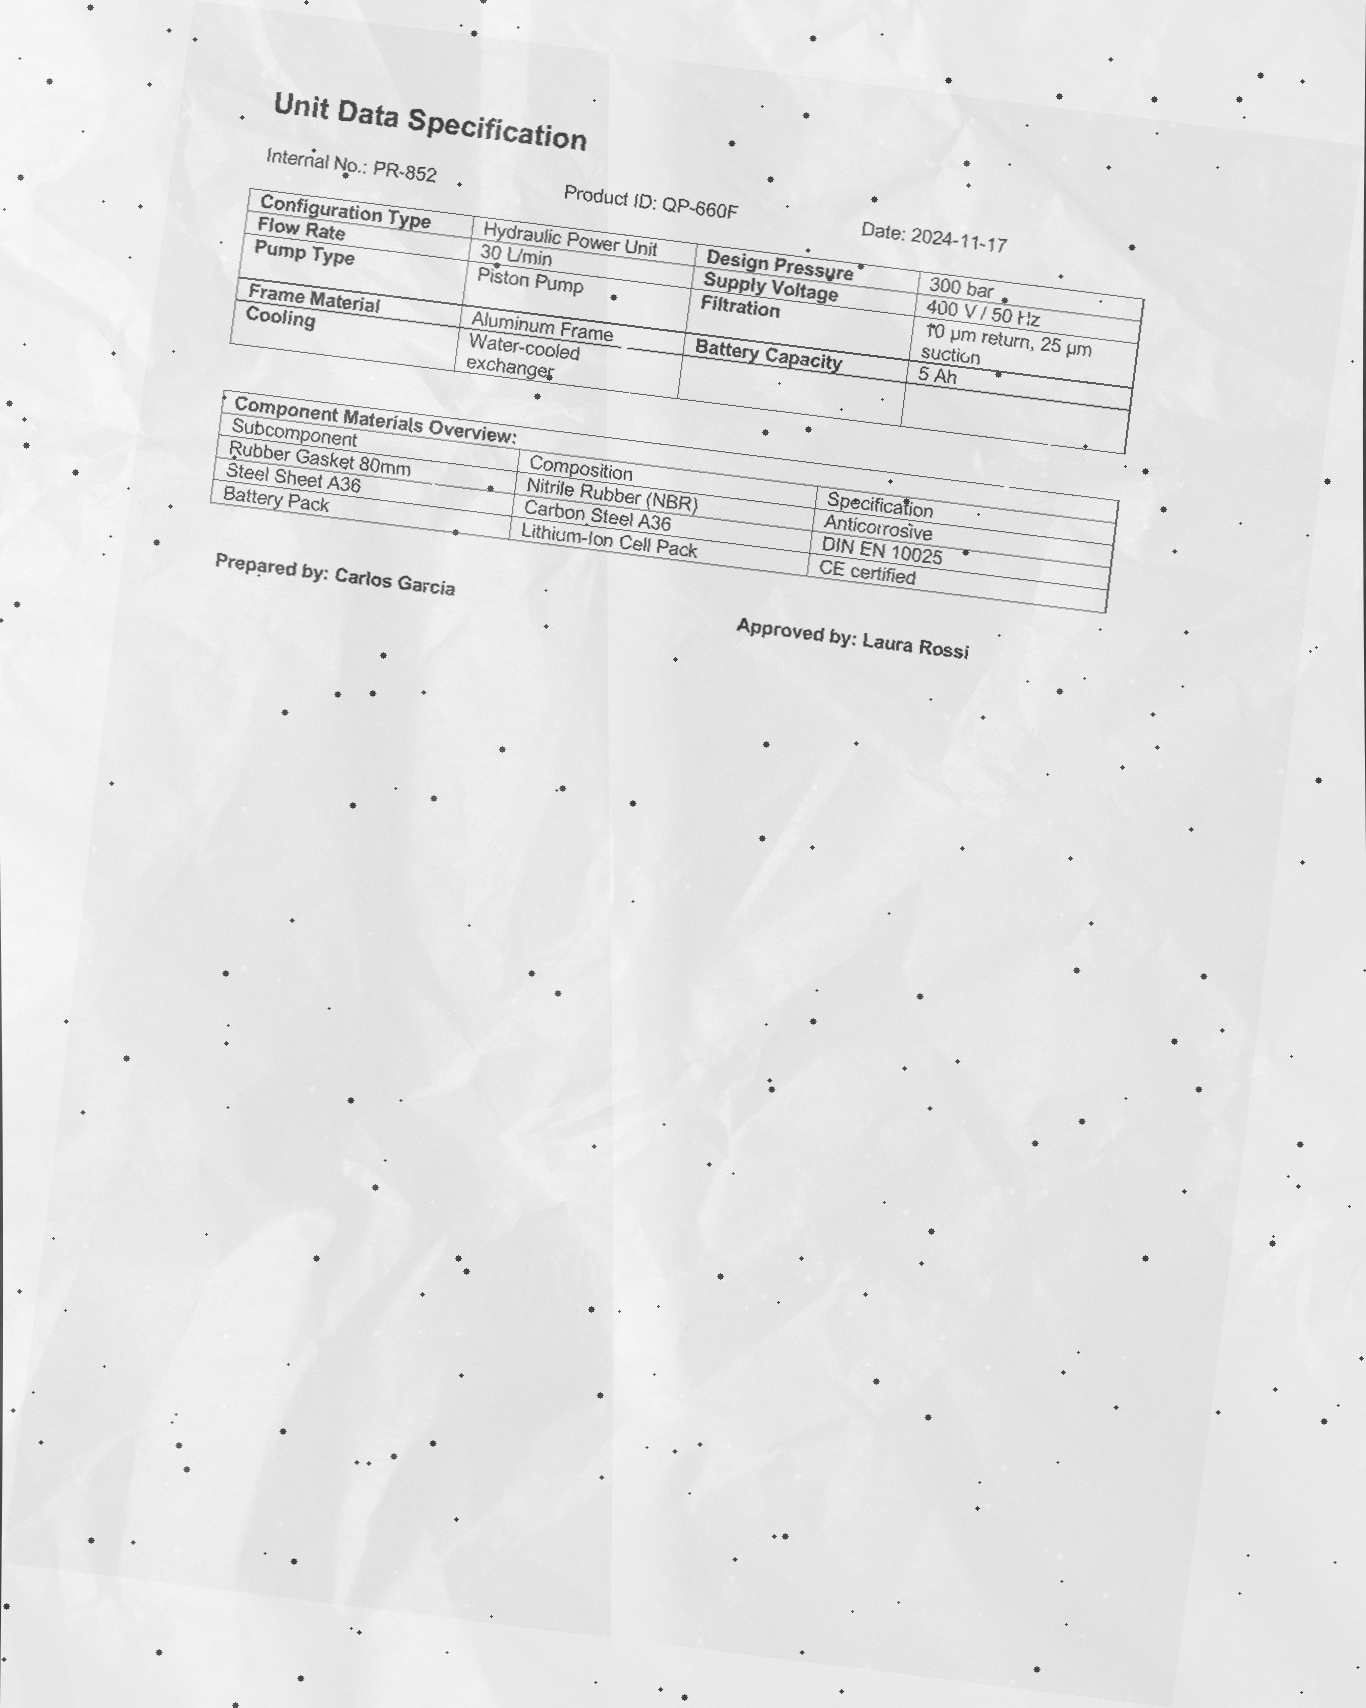 Unit Data Specification
Internal No.: PR-852 Product ID: QP-660F Date: 2024-11-17
Configuration Type Hydraulic Power Unit Design Pressure 300 bar
Flow Rate 30 L/min Supply Voltage 400 V / 50 Hz
Pump Type Piston Pump Filtration 10 µm return, 25 µm
suction
Frame Material Aluminum Frame Battery Capacity 5 Ah
Cooling Water-cooled
exchanger
Component Materials Overview:
Subcomponent Composition Specification
Rubber Gasket 80mm Nitrile Rubber (NBR) Anticorrosive
Steel Sheet A36 Carbon Steel A36 DIN EN 10025
Battery Pack Lithium-Ion Cell Pack CE certified
Prepared by: Carlos Garcia Approved by: Laura Rossi